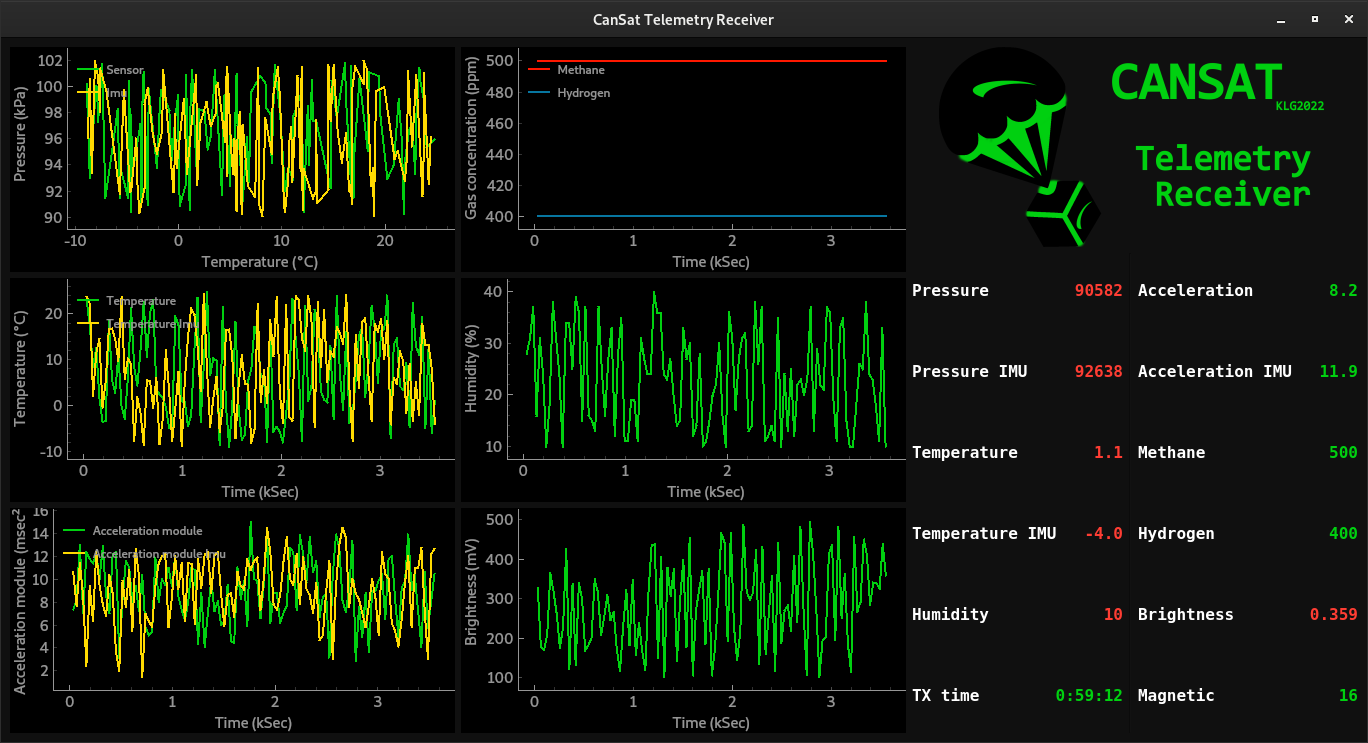 CanSat Telemetry Receiver
102
100
98
96
94
92
90
Pressure (kPa)
Sensor
Imu
-10
0
10
20
Temperature (°C)
500
480
460
440
420
400
Gas concentration (ppm)
Methane
Hydrogen
0
1
2
3
Time (kSec)
CANSAT
KLG2022
Telemetry
Receiver
20
10
0
-10
Temperature (°C)
Temperature
Temperature Imu
0
1
2
3
Time (kSec)
40
30
20
10
Humidity (%)
0
1
2
3
Time (kSec)
16
14
12
10
8
6
4
2
Acceleration module (msec²
Acceleration module
Acceleration module Imu
0
1
2
3
Time (kSec)
500
400
300
200
100
Brightness (mV)
0
1
2
3
Time (kSec)
Pressure 90582 Acceleration 8.2
Pressure IMU 92638 Acceleration IMU 11.9
Temperature 1.1 Methane 500
Temperature IMU -4.0 Hydrogen 400
Humidity 10 Brightness 0.359
TX time 0:59:12 Magnetic 16